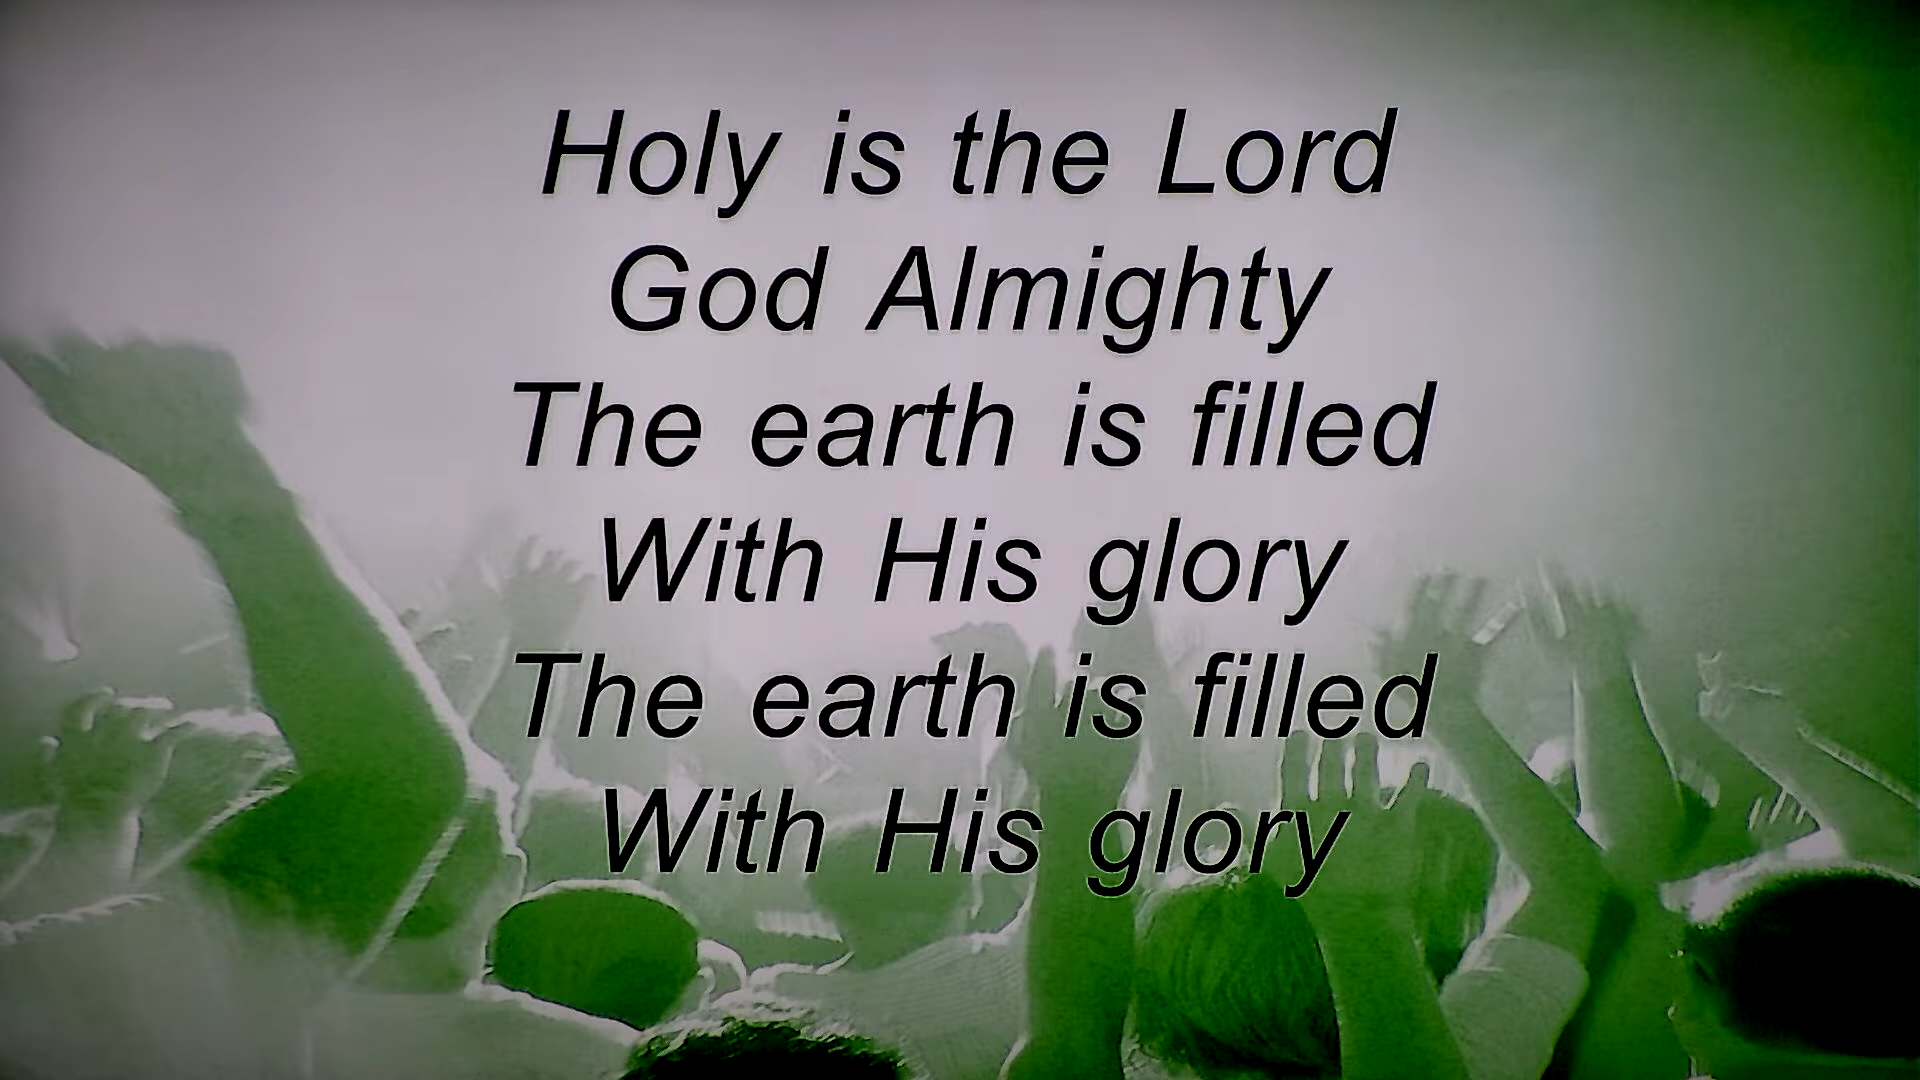 Holy is the Lord
God Almighty
The earth is filled
With His glory
The earth is filled
With His glory